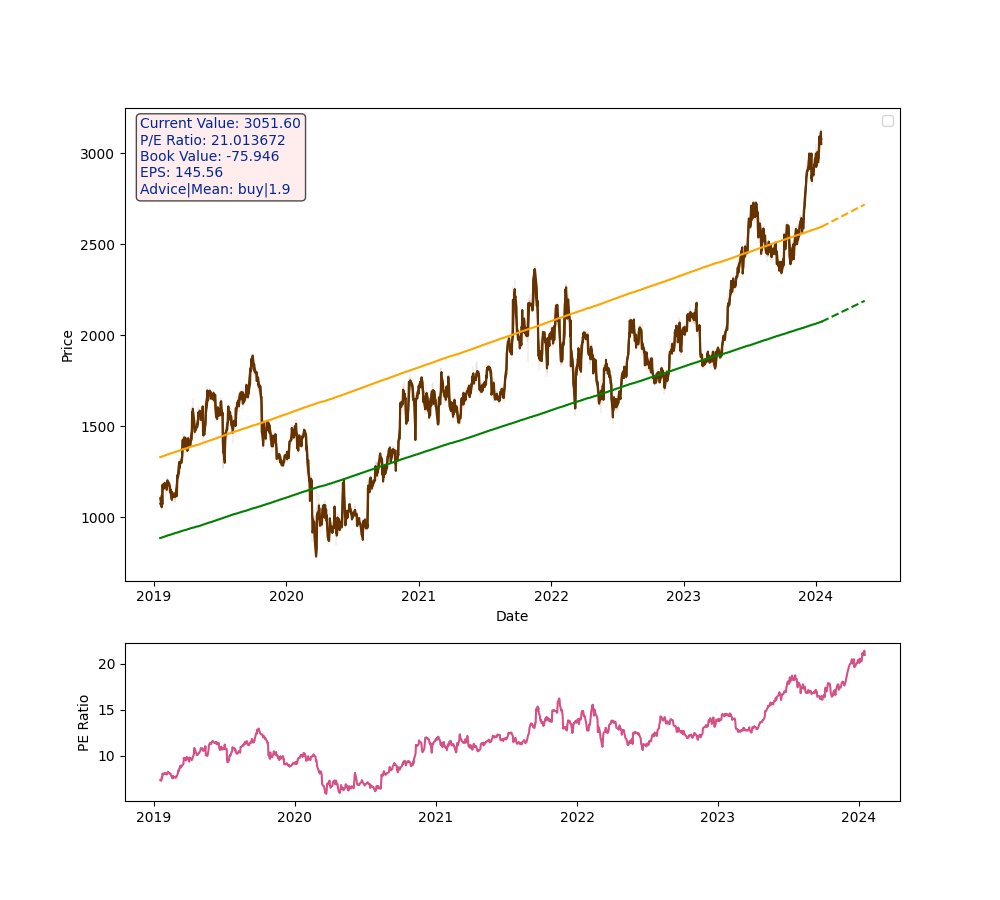 Current Value: 3051.60
P/E Ratio: 21.013672
Book Value: -75.946
EPS: 145.56
Advice|Mean: buy|1.9
3000
2500
2000
1500
1000
Price
2019 2020 2021 2022 2023 2024
Date
20
15
10
PE Ratio
2019 2020 2021 2022 2023 2024